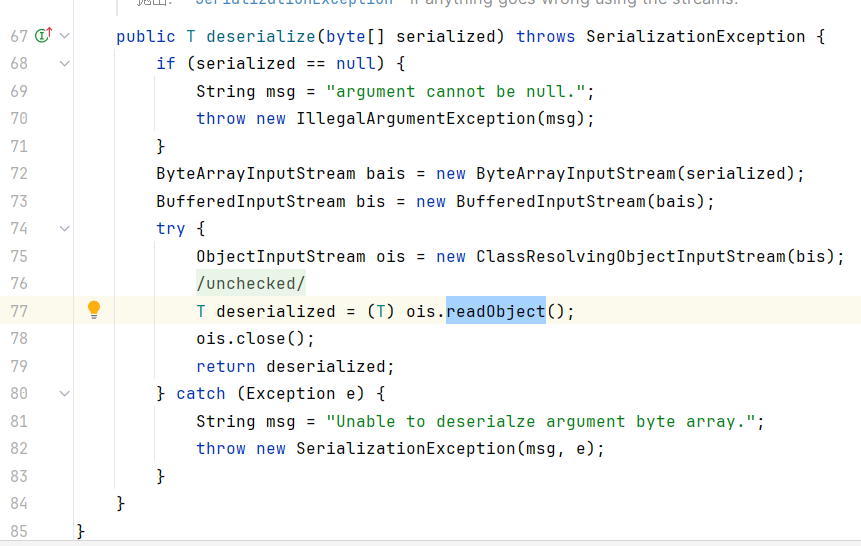 抛出: SerializationException – if anything goes wrong using the streams.
67 public T deserialize(byte[] serialized) throws SerializationException {
68 if (serialized == null) {
69 String msg = "argument cannot be null.";
70 throw new IllegalArgumentException(msg);
71 }
72 ByteArrayInputStream bais = new ByteArrayInputStream(serialized);
73 BufferedInputStream bis = new BufferedInputStream(bais);
74 try {
75 ObjectInputStream ois = new ClassResolvingObjectInputStream(bis);
76 /unchecked/
77 T deserialized = (T) ois.readObject();
78 ois.close();
79 return deserialized;
80 } catch (Exception e) {
81 String msg = "Unable to deserialze argument byte array.";
82 throw new SerializationException(msg, e);
83 }
84 }
85 }